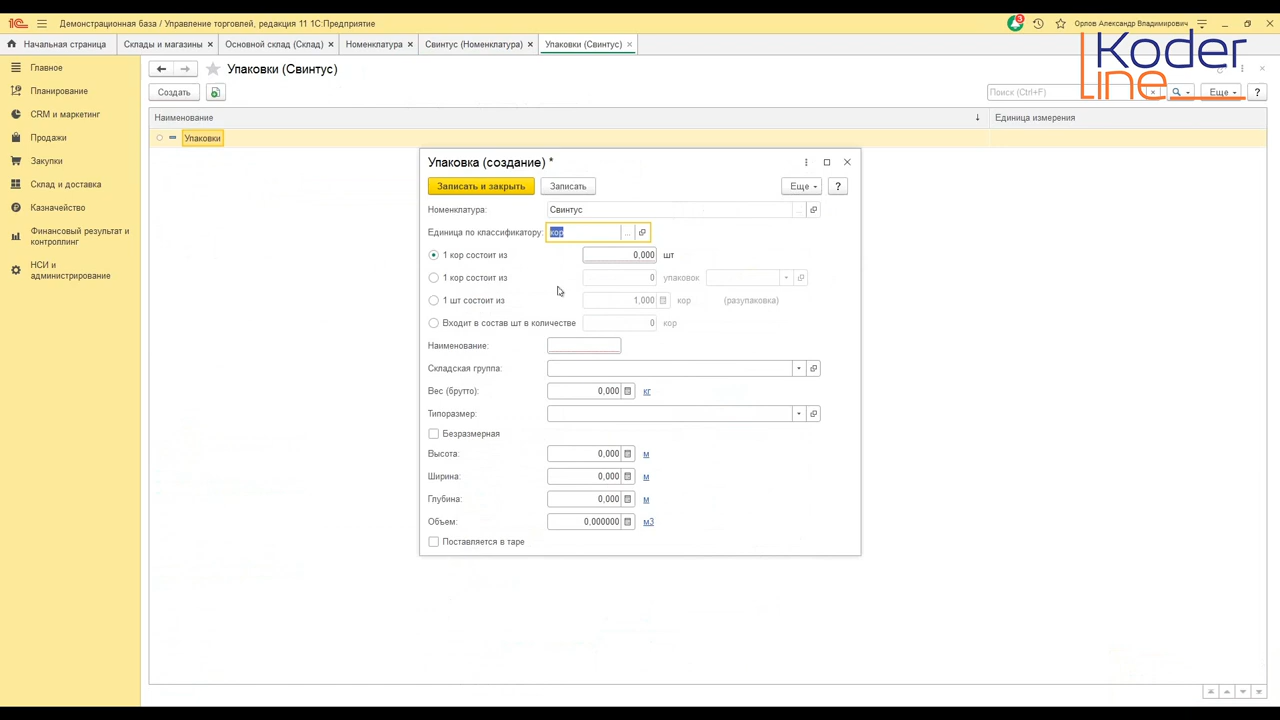 1С Демонстрационная база / Управление торговлей, редакция 11 1С:Предприятие
3 Орлов Александр Владимирович
Начальная страница Склады и магазины × Основной склад (Склад) × Номенклатура × Свинтус (Номенклатура) × Упаковки (Свинтус) ×
Koder
line
Главное
Планирование
CRM и маркетинг
Продажи
Закупки
Склад и доставка
Казначейство
Финансовый результат и
контроллинг
НСИ и
администрирование
Упаковки (Свинтус)
Создать Поиск (Ctrl+F) × Еще ?
Наименование Единица измерения
Упаковки
Упаковка (создание) *
Записать и закрыть Записать Еще ?
Номенклатура: Свинтус ...
Единица по классификатору: кор ...
1 кор состоит из 0,000 шт
1 кор состоит из 0 упаковок
1 шт состоит из 1,000 кор (разупаковка)
Входит в состав шт в количестве 0 кор
Наименование:
Складская группа:
Вес (брутто): 0,000 кг
Типоразмер:
Безразмерная
Высота: 0,000 м
Ширина: 0,000 м
Глубина: 0,000 м
Объем: 0,000000 м3
Поставляется в таре